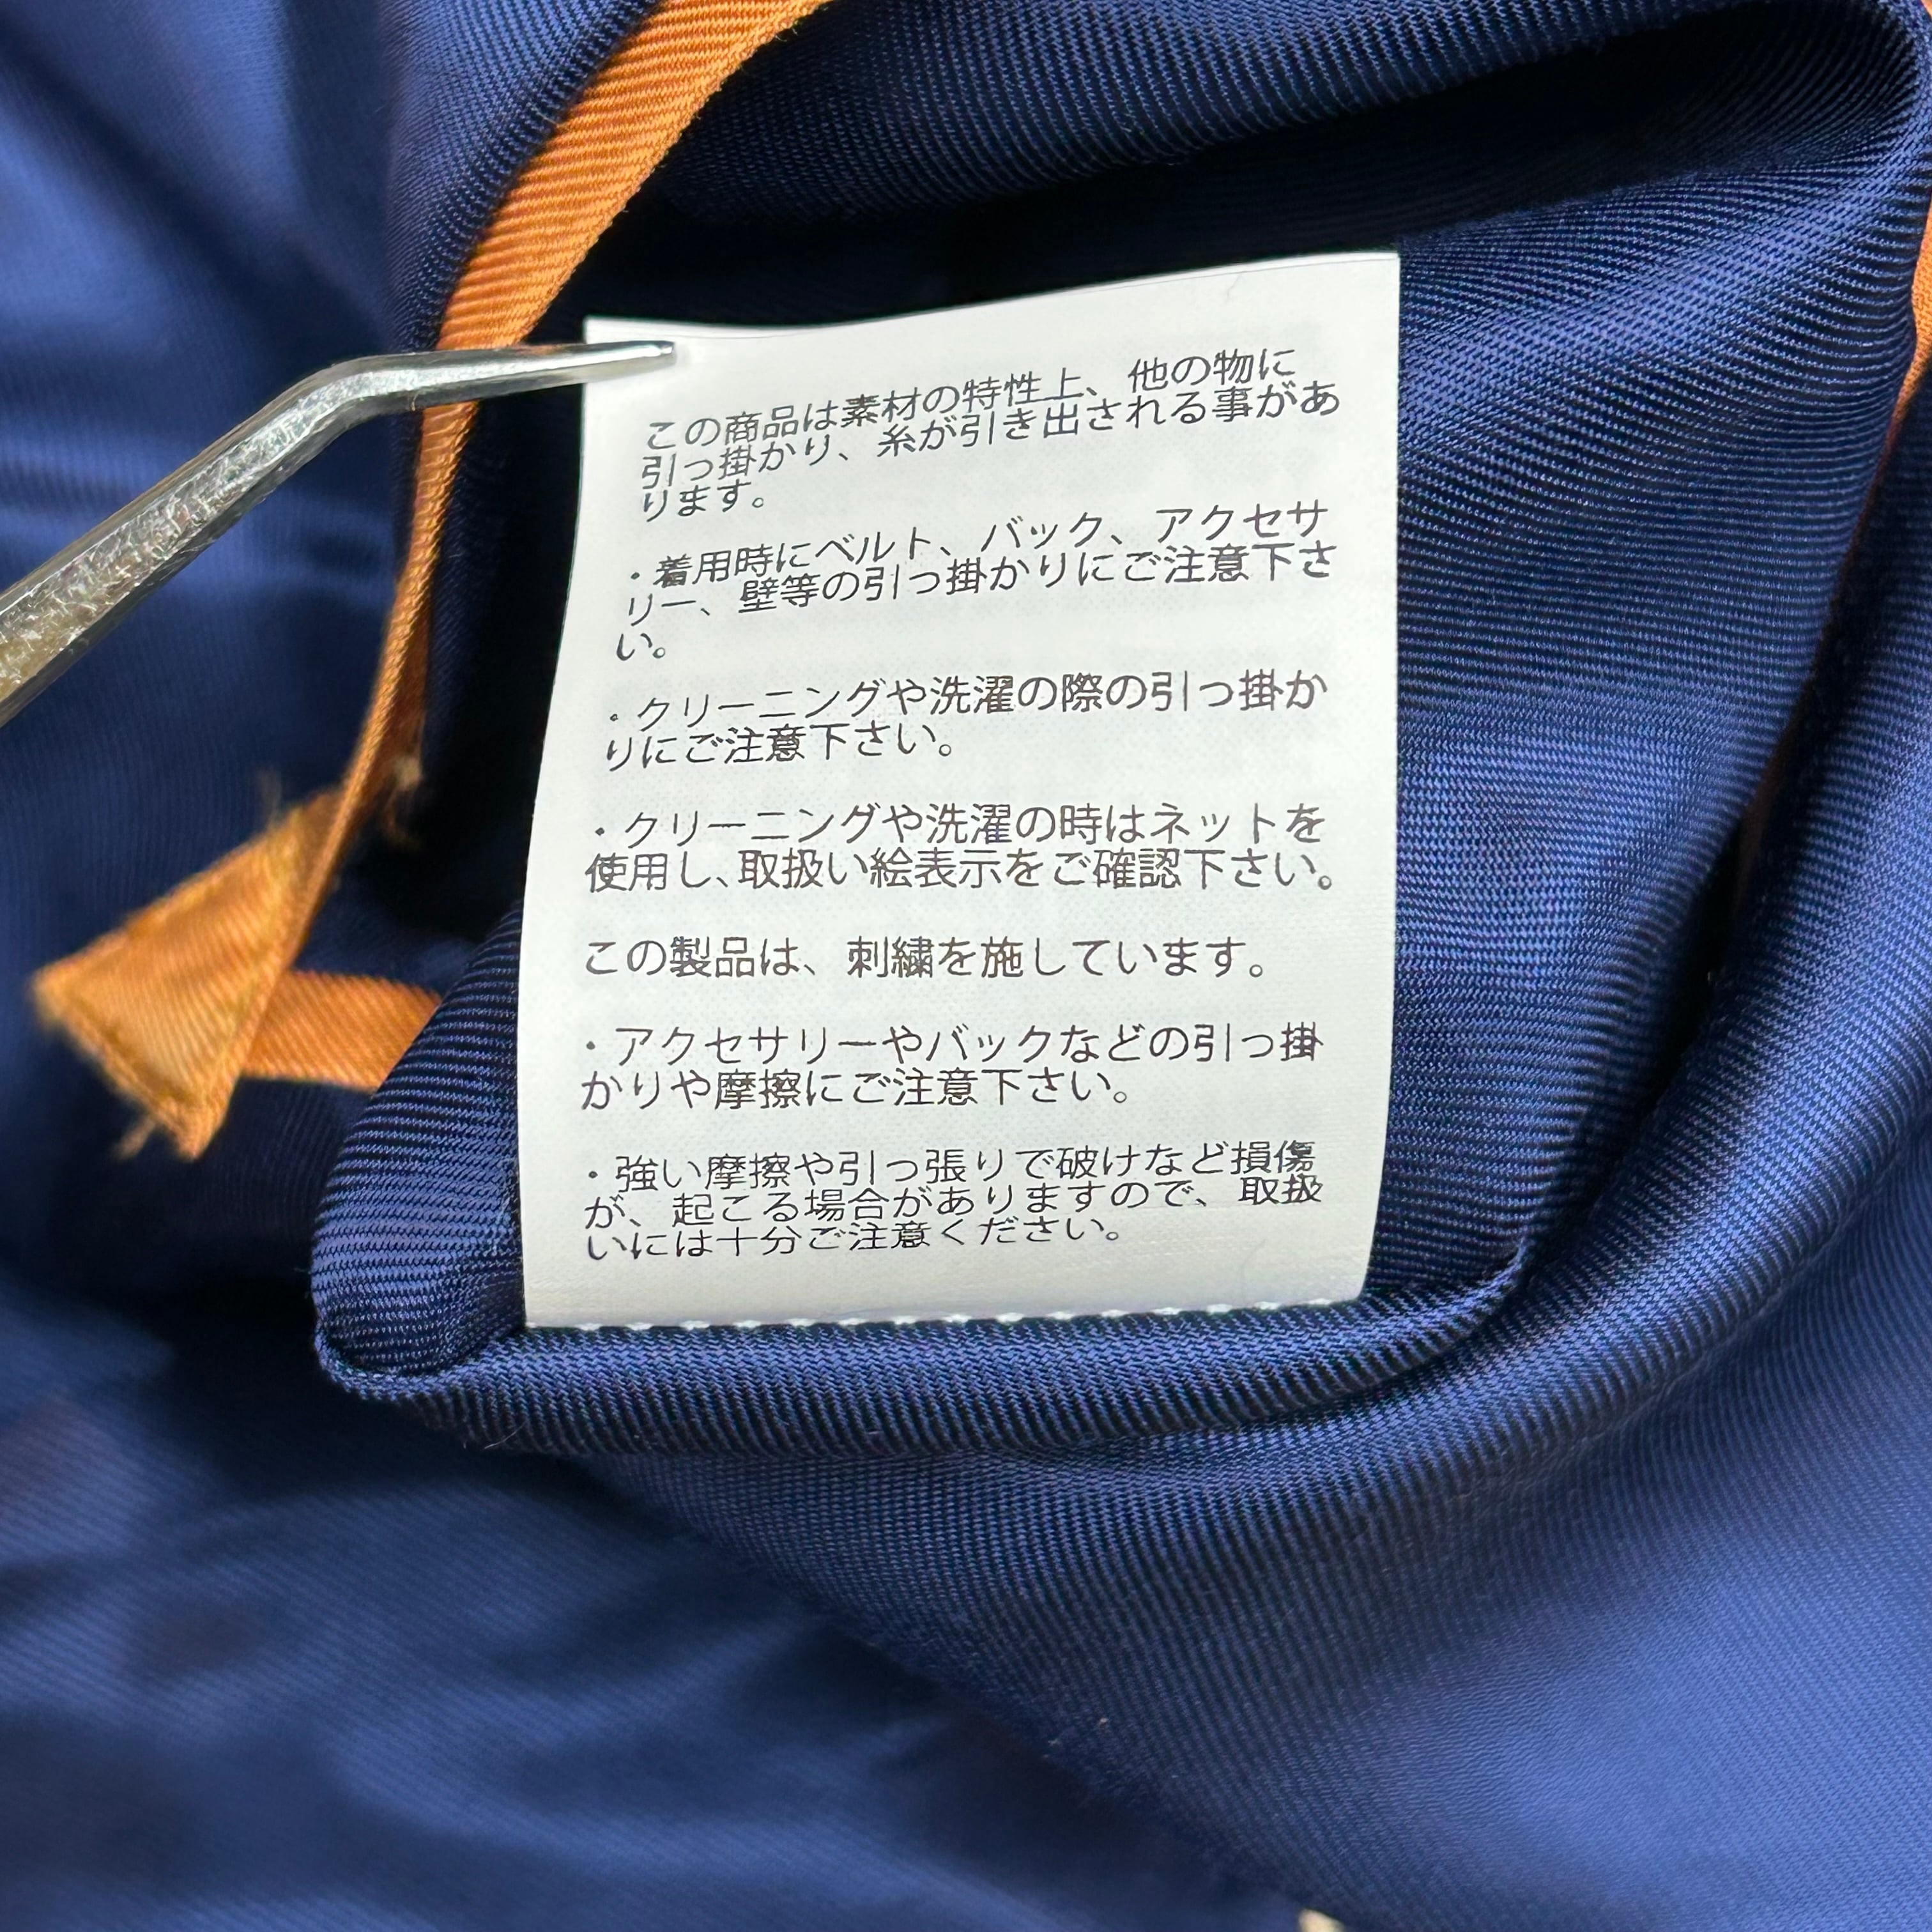 この商品は素材の特性上、他の物に
引っ掛かり、糸が引き出される事があ
ります。
・着用時にベルト、バック、アクセサ
リー、壁等の引っ掛かりにご注意下さ
い。
・クリーニングや洗濯の際の引っ掛か
りにご注意下さい。
・クリーニングや洗濯の時はネットを
使用し、取扱い絵表示をご確認下さい。
この製品は、刺繍を施しています。
・アクセサリーやバックなどの引っ掛
かりや摩擦にご注意下さい。
・強い摩擦や引っ張りで破けなど損傷
が、起こる場合がありますので、取扱
いには十分ご注意ください。